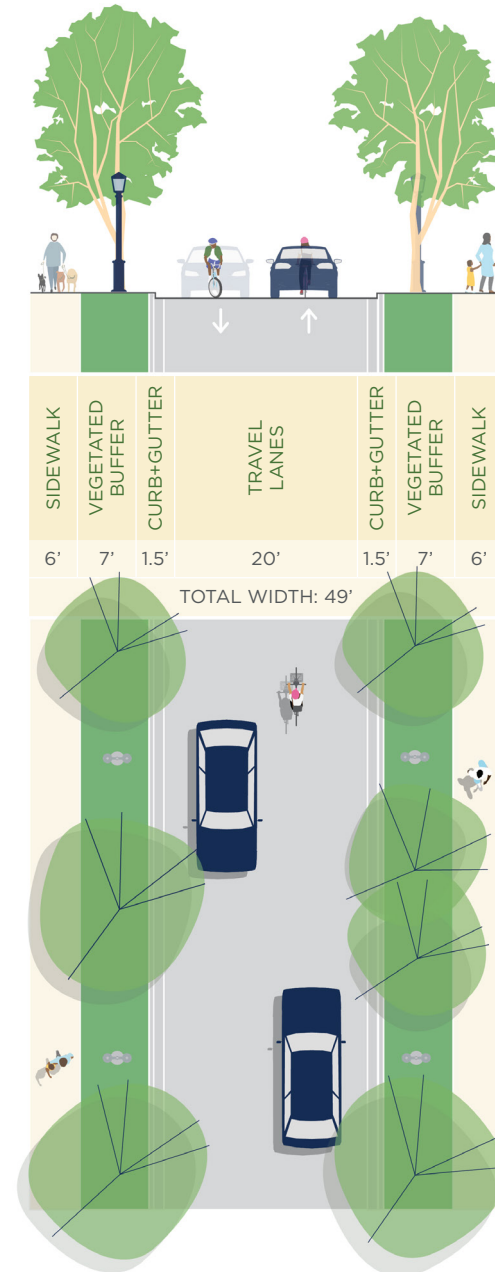 SIDEWALK
VEGETATED
BUFFER
CURB+GUTTER
TRAVEL
LANES
CURB+GUTTER
VEGETATED
BUFFER
SIDEWALK
6’
7’
1.5’
20’
1.5’
7’
6’
TOTAL WIDTH: 49’